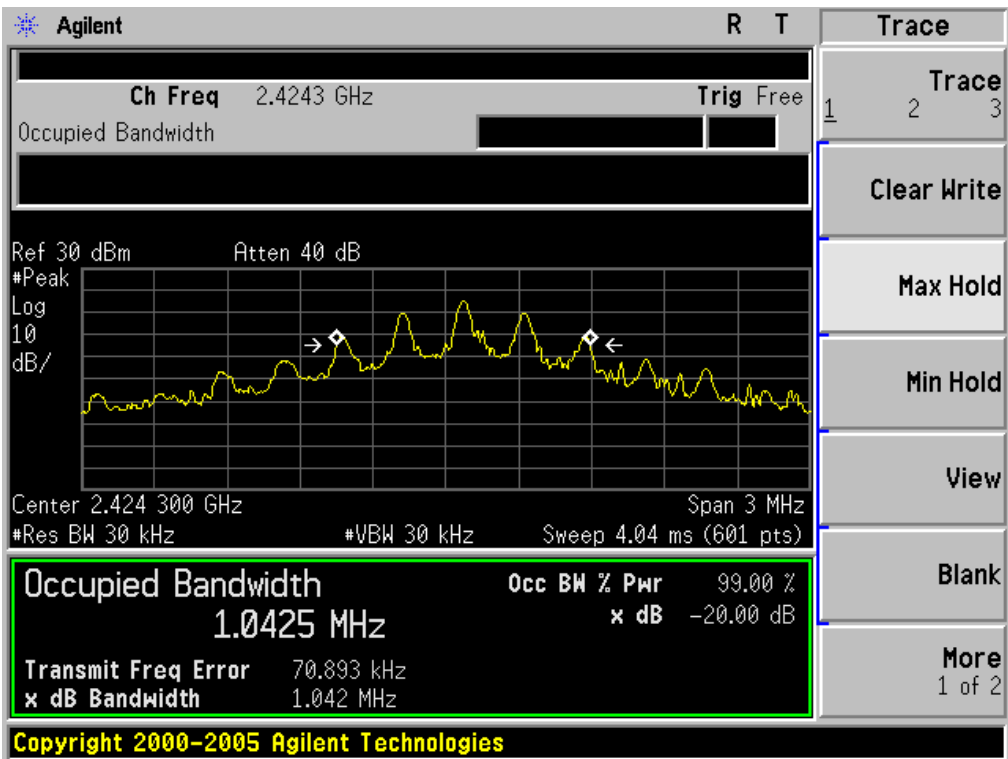 Agilent R T Trace
Ch Freq 2.4243 GHz Trig Free
Occupied Bandwidth
Trace
1 2 3
Clear Write
Ref 30 dBm Atten 40 dB
#Peak
Log
10
dB/
Max Hold
Min Hold
View
Center 2.424 300 GHz Span 3 MHz
#Res BW 30 kHz #VBW 30 kHz Sweep 4.04 ms (601 pts)
Occupied Bandwidth
1.0425 MHz
Occ BW % Pwr 99.00 %
x dB -20.00 dB
Transmit Freq Error 70.893 kHz
x dB Bandwidth 1.042 MHz
Blank
More
1 of 2
Copyright 2000-2005 Agilent Technologies